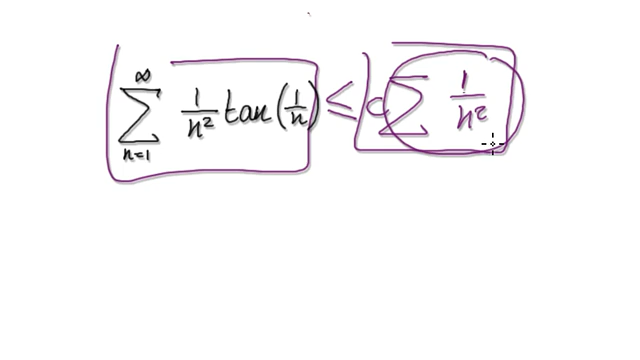 ∞
∑ 1/n² tan(1/n) ≤ c∑ 1/n²
n=1